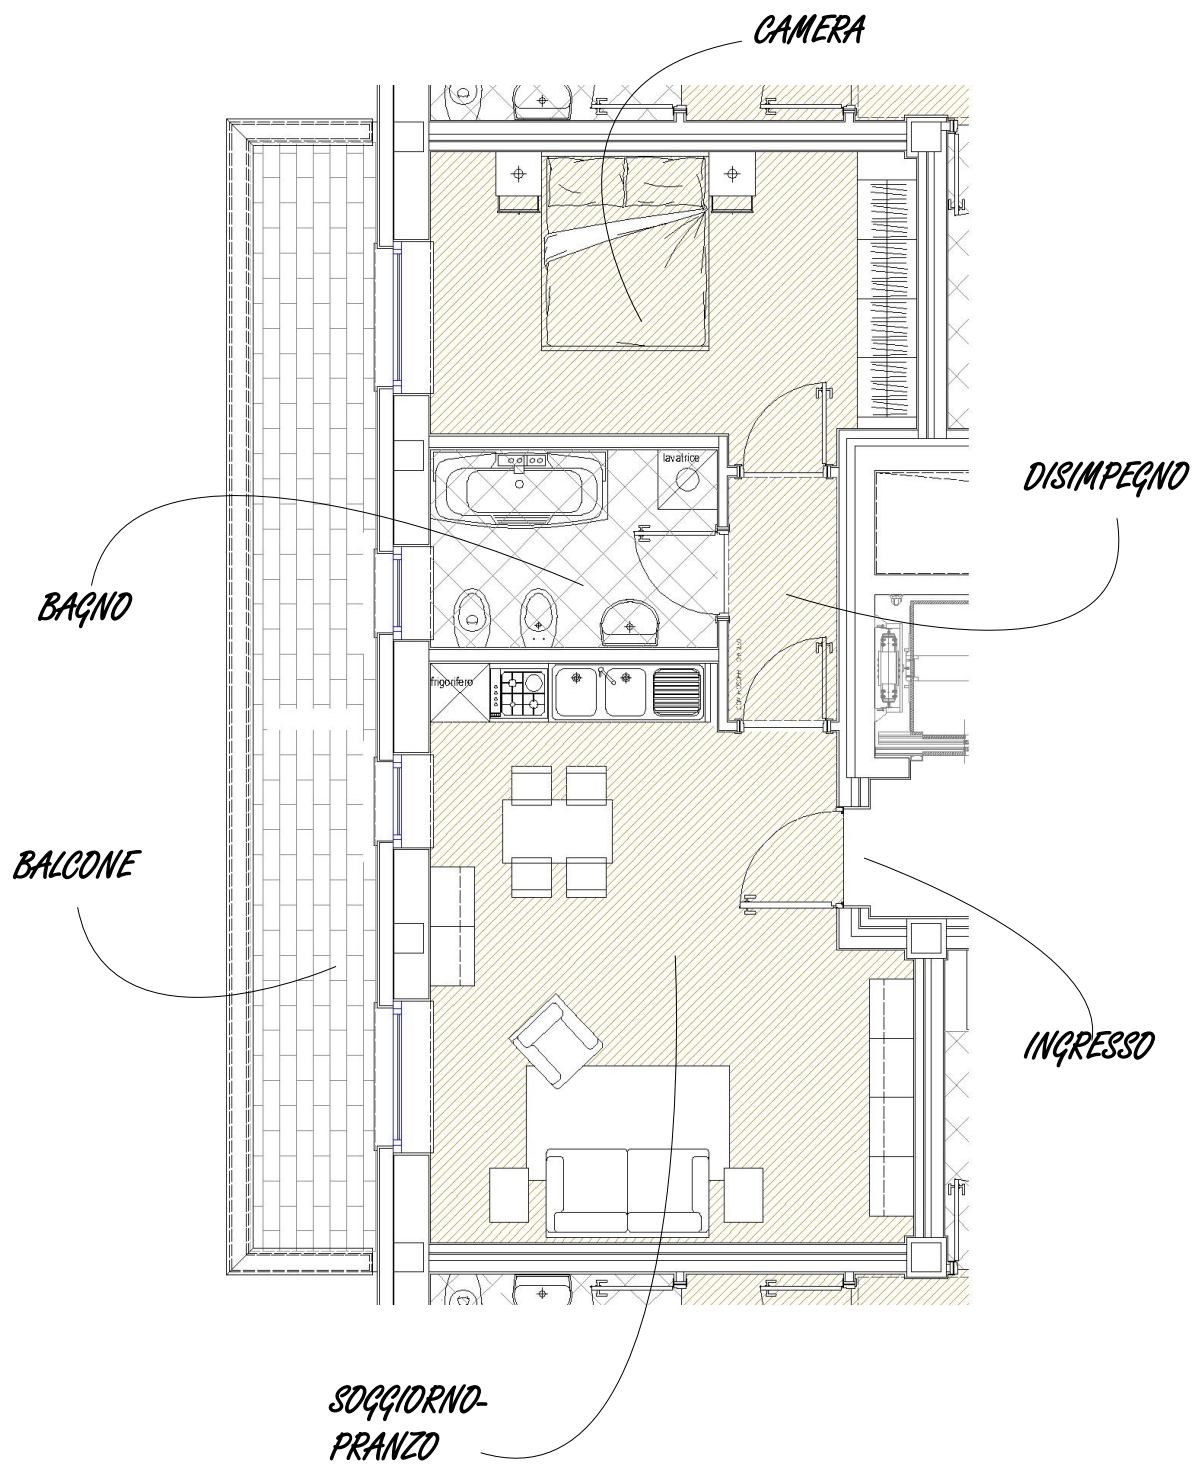 CAMERA
lavatrice
DISIMPEGNO
BAGNO
frigorifero
BALCONE
INGRESSO
SOGGIORNO-
PRANZO